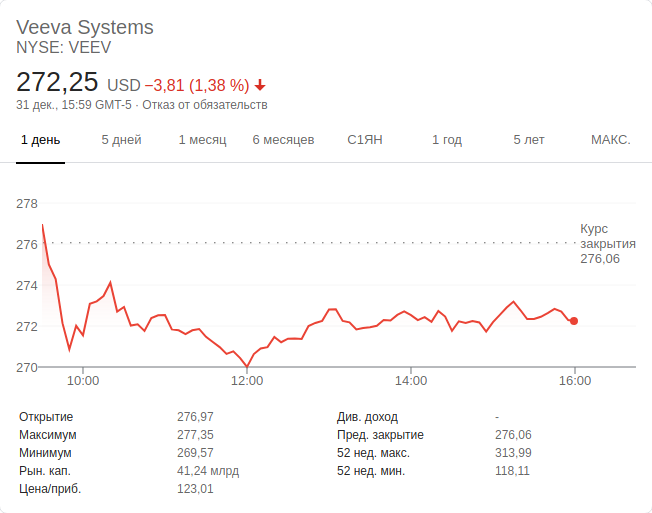 Veeva Systems
NYSE: VEEV
272,25 USD −3,81 (1,38 %)
31 дек., 15:59 GMT-5 · Отказ от обязательств
1 день 5 дней 1 месяц 6 месяцев С1ЯН 1 год 5 лет МАКС.
278
276
274
272
270
Курс
закрытия
276,06
10:00 12:00 14:00 16:00
Открытие 276,97 Див. доход -
Максимум 277,35 Пред. закрытие 276,06
Минимум 269,57 52 нед. макс. 313,99
Рын. кап. 41,24 млрд 52 нед. мин. 118,11
Цена/приб. 123,01